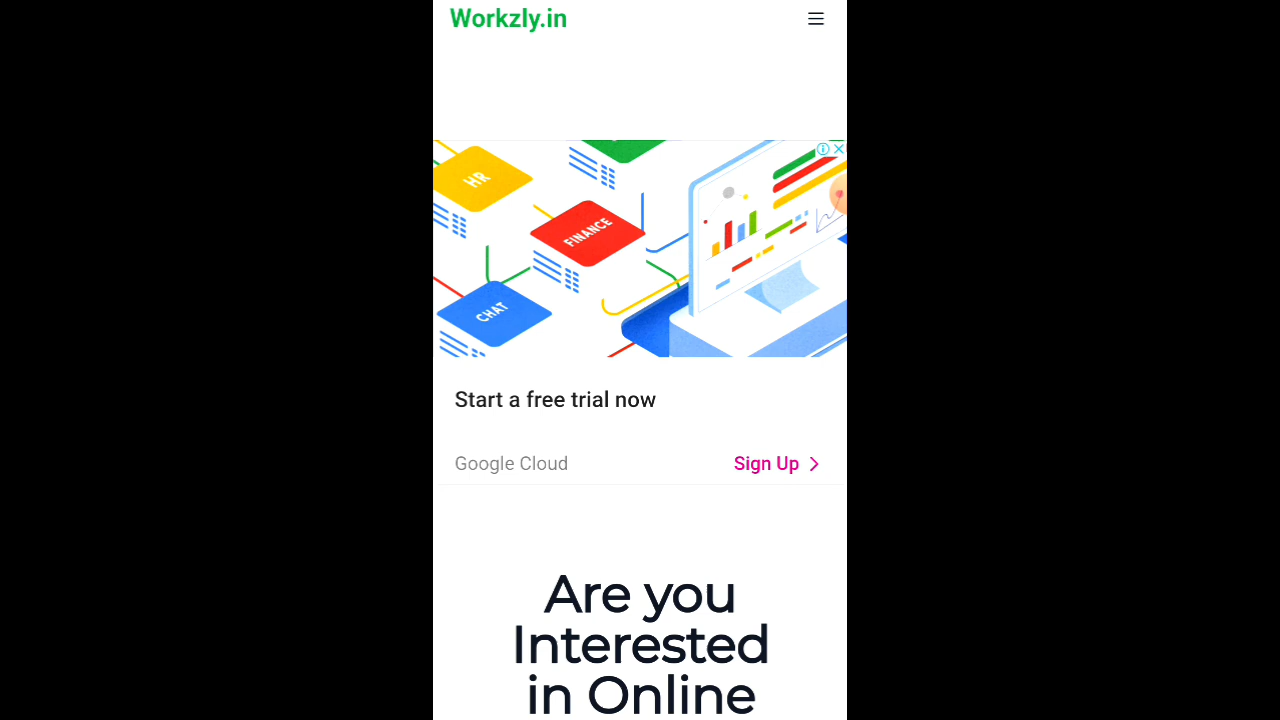 Workzly.in
HR
FINANCE
CHAT
Start a free trial now
Google Cloud
Sign Up
Are you
Interested
in Online